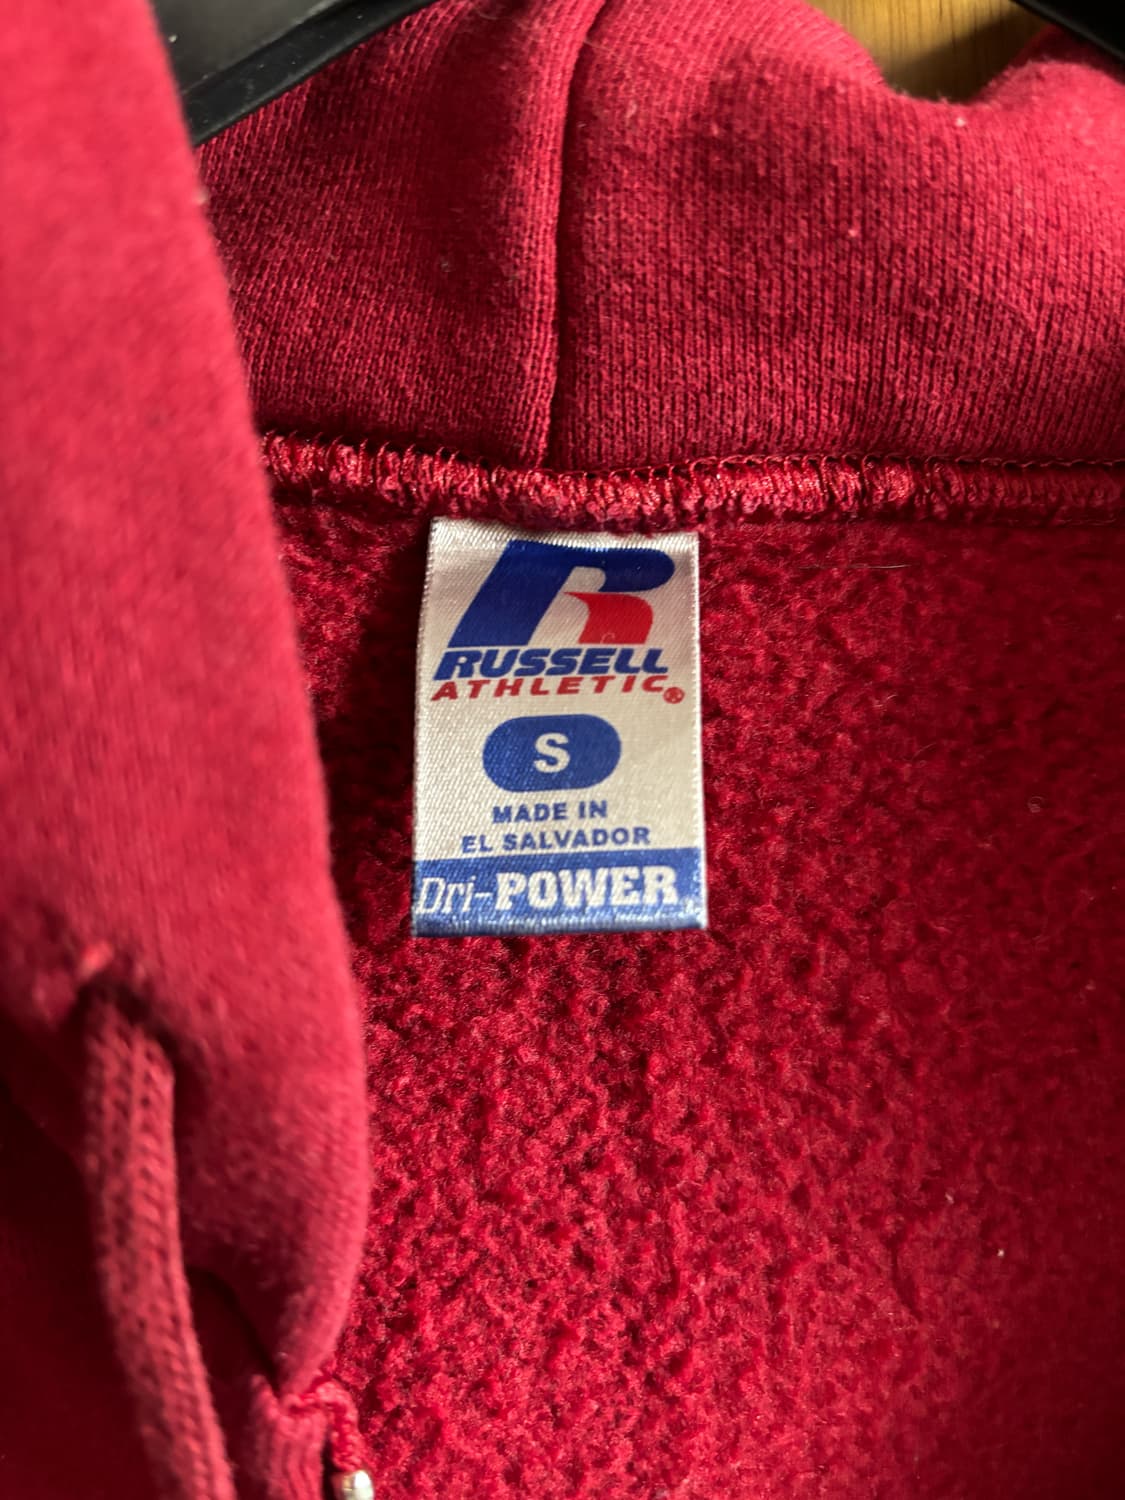 RUSSELL
ATHLETIC®
S
MADE IN
EL SALVADOR
Dri-POWER